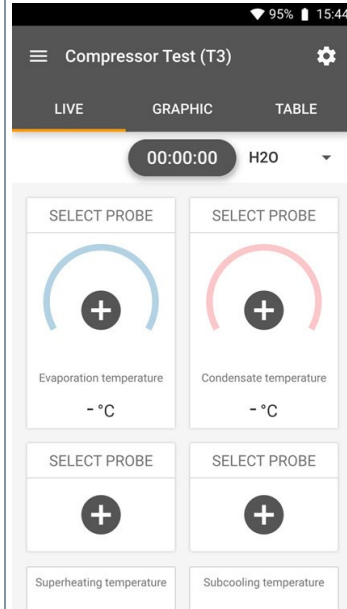 95% 15:44
Compressor Test (T3)
LIVE GRAPHIC TABLE
00:00:00 H2O
SELECT PROBE SELECT PROBE
Evaporation temperature Condensate temperature
- °C - °C
SELECT PROBE SELECT PROBE
Superheating temperature Subcooling temperature